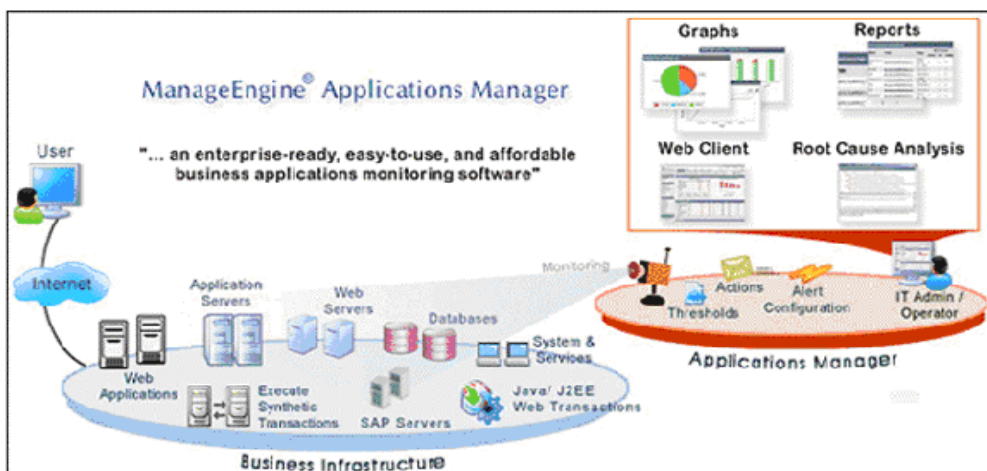 Graphs
Reports
ManageEngine® Applications Manager
User
"... an enterprise-ready, easy-to-use, and affordable
business applications monitoring software"
Web Client
Root Cause Analysis
Internet
Monitoring
Application
Servers
Web
Servers
Databases
System &
Services
Actions
Thresholds
Alert
Configuration
IT Admin /
Operator
Applications Manager
Web
Applications
Execute
Synthetic
Transactions
SAP Servers
Java/ J2EE
Web Transactions
Business Infrastructure